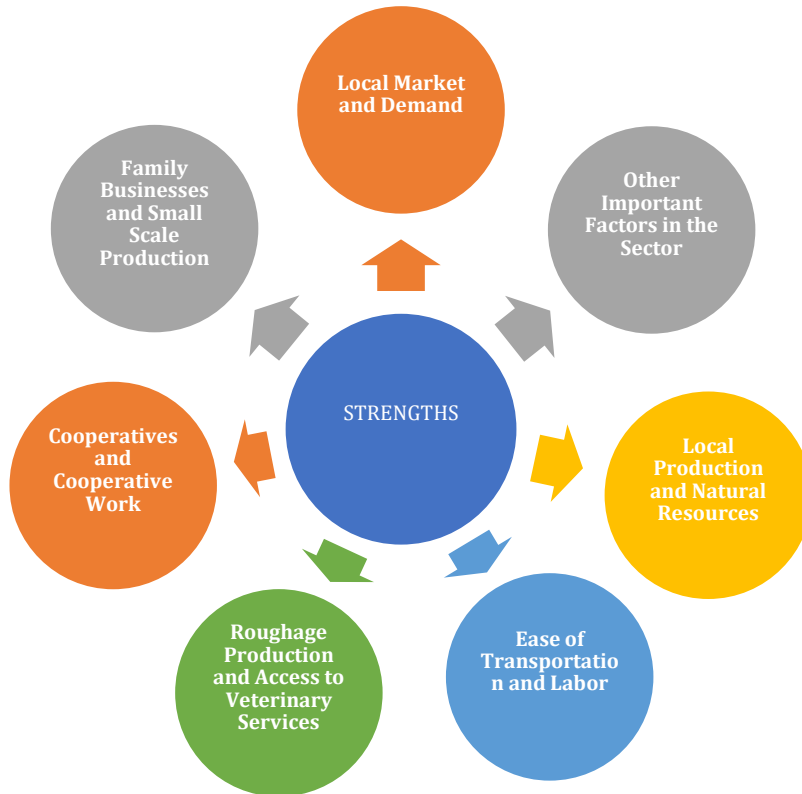 Local Market
and Demand
Other
Important
Factors in the
Sector
Local
Production
and Natural
Resources
Ease of
Transportatio
n and Labor
Roughage
Production
and Access to
Veterinary
Services
Cooperatives
and
Cooperative
Work
Family
Businesses
and Small
Scale
Production
STRENGTHS